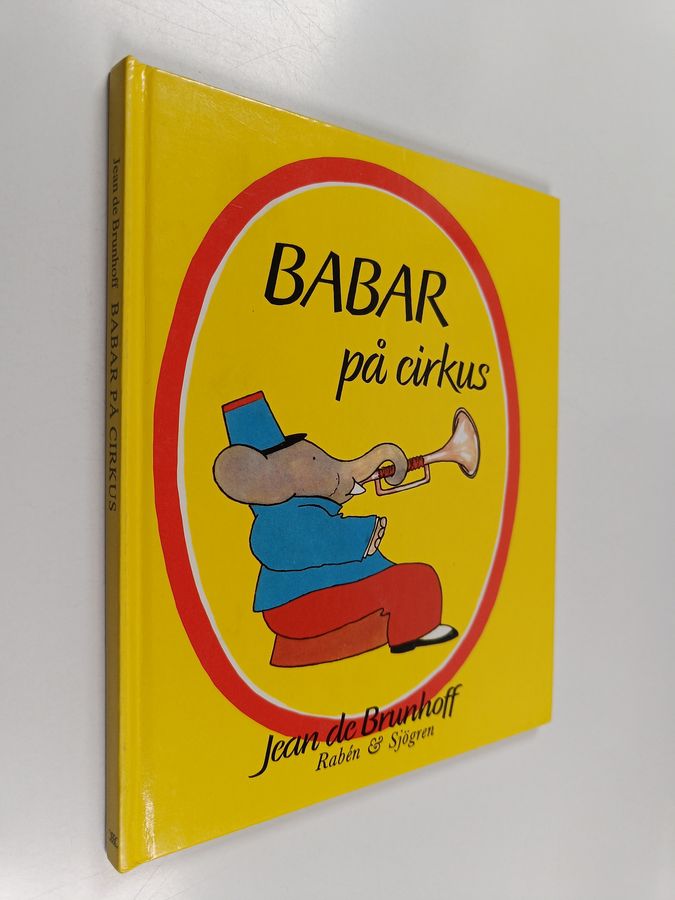 BABAR
på cirkus
Jean de Brunhoff
Rabén & Sjögren
Jean de Brunhoff BABAR PÅ CIRKUS